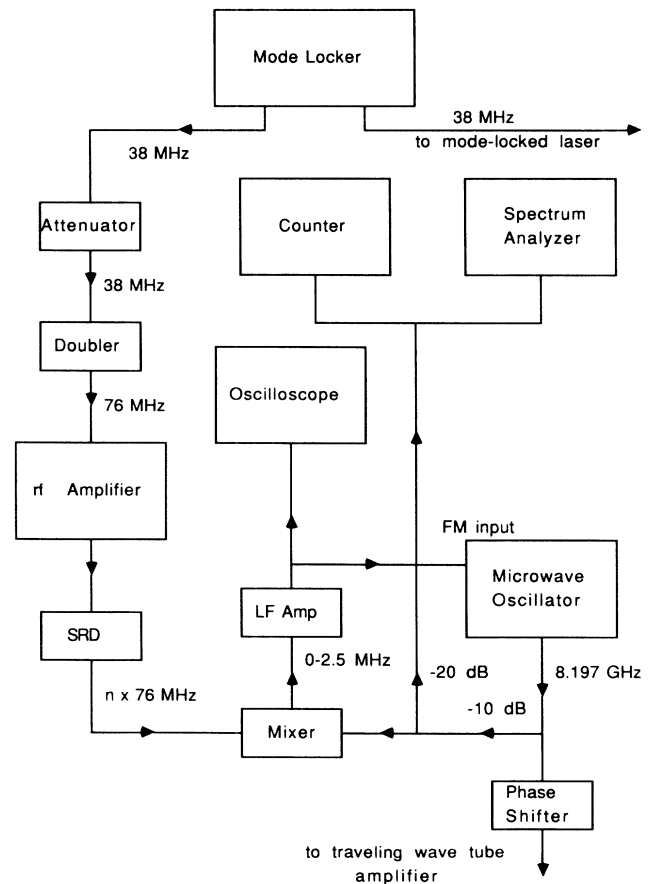 Mode Locker
38 MHz
to mode-locked laser
38 MHz
Attenuator
Counter
Spectrum
Analyzer
38 MHz
Doubler
76 MHz
Oscilloscope
rf Amplifier
FM input
Microwave
Oscillator
LF Amp
SRD
0-2.5 MHz
-20 dB
8.197 GHz
n x 76 MHz
-10 dB
Mixer
Phase
Shifter
to traveling wave tube
amplifier